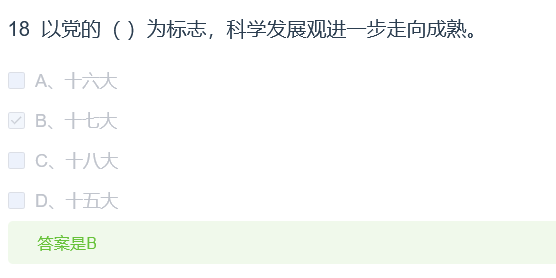 18 以党的（ ）为标志，科学发展观进一步走向成熟。
A、十六大
B、十七大
C、十八大
D、十五大
答案是B